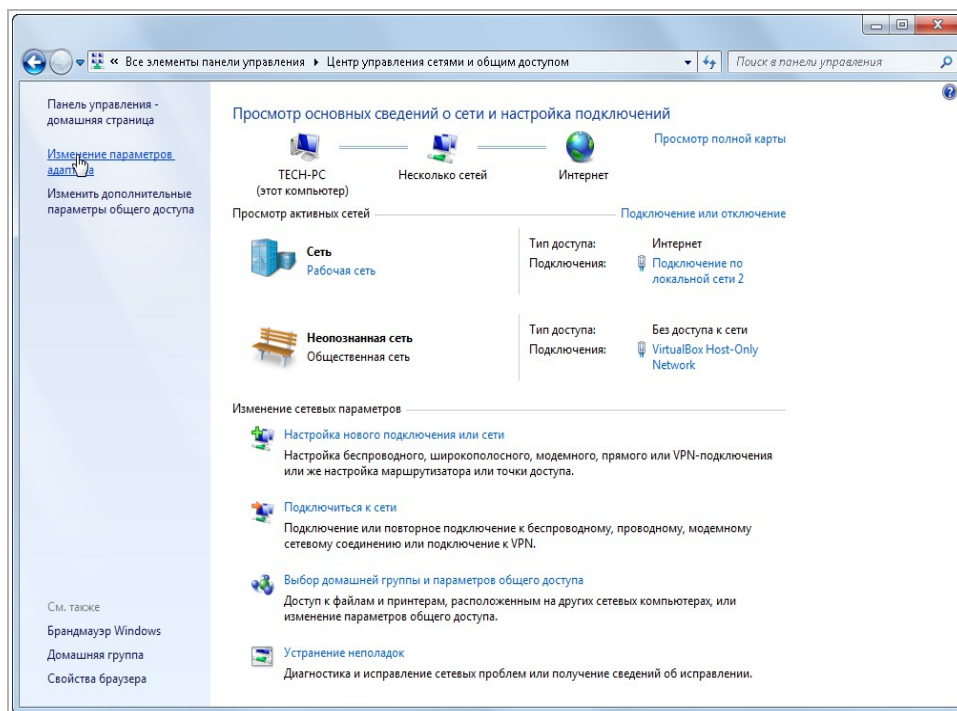 « Все элементы панели управления ▸ Центр управления сетями и общим доступом
Поиск в панели управления
Панель управления -
домашняя страница
Изменение параметров
адаптера
Изменить дополнительные
параметры общего доступа
Просмотр основных сведений о сети и настройка подключений
Просмотр полной карты
TECH-PC
(этот компьютер)
Несколько сетей
Интернет
Просмотр активных сетей
Подключение или отключение
Сеть
Рабочая сеть
Тип доступа: Интернет
Подключения: Подключение по
локальной сети 2
Неопознанная сеть
Общественная сеть
Тип доступа: Без доступа к сети
Подключения: VirtualBox Host-Only
Network
Изменение сетевых параметров
Настройка нового подключения или сети
Настройка беспроводного, широкополосного, модемного, прямого или VPN-подключения
или же настройка маршрутизатора или точки доступа.
Подключиться к сети
Подключение или повторное подключение к беспроводному, проводному, модемному
сетевому соединению или подключение к VPN.
Выбор домашней группы и параметров общего доступа
Доступ к файлам и принтерам, расположенным на других сетевых компьютерах, или
изменение параметров общего доступа.
Устранение неполадок
Диагностика и исправление сетевых проблем или получение сведений об исправлении.
См. также
Брандмауэр Windows
Домашняя группа
Свойства браузера